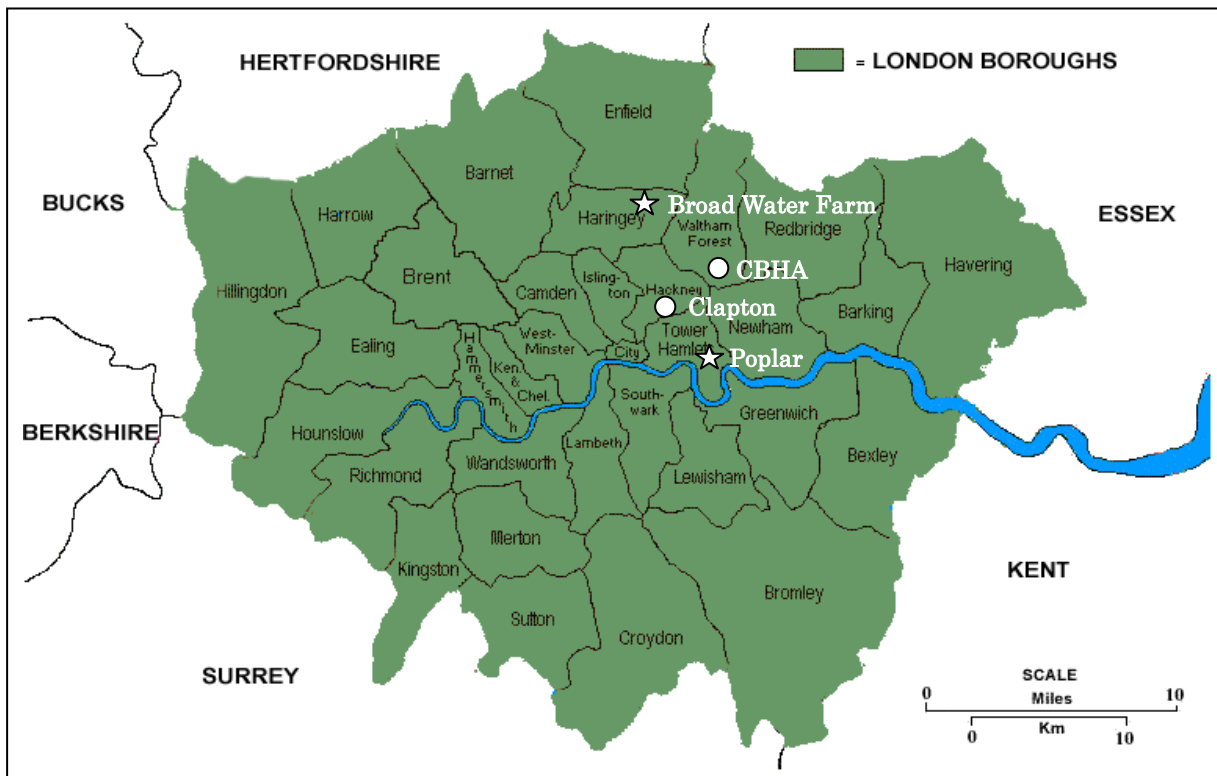 HERTFORDSHIRE
= LONDON BOROUGHS
BUCKS
ESSEX
BERKSHIRE
SURREY
KENT
Enfield
Barnet
Harrow
Haringey
Broad Water Farm
Waltham
Forest
Redbridge
Havering
Hillingdon
Brent
Camden
Isling-
ton
Hackney
CBHA
Clapton
Barking
Newham
Ealing
Hammersmith
Ken.
&
Chel.
West-
Minster
City
Tower
Hamlet
Poplar
Hounslow
Richmond
Wandsworth
Lambeth
South-
wark
Lewisham
Greenwich
Bexley
Kingston
Merton
Sutton
Croydon
Bromley
SCALE
0
Miles
10
0
Km
10